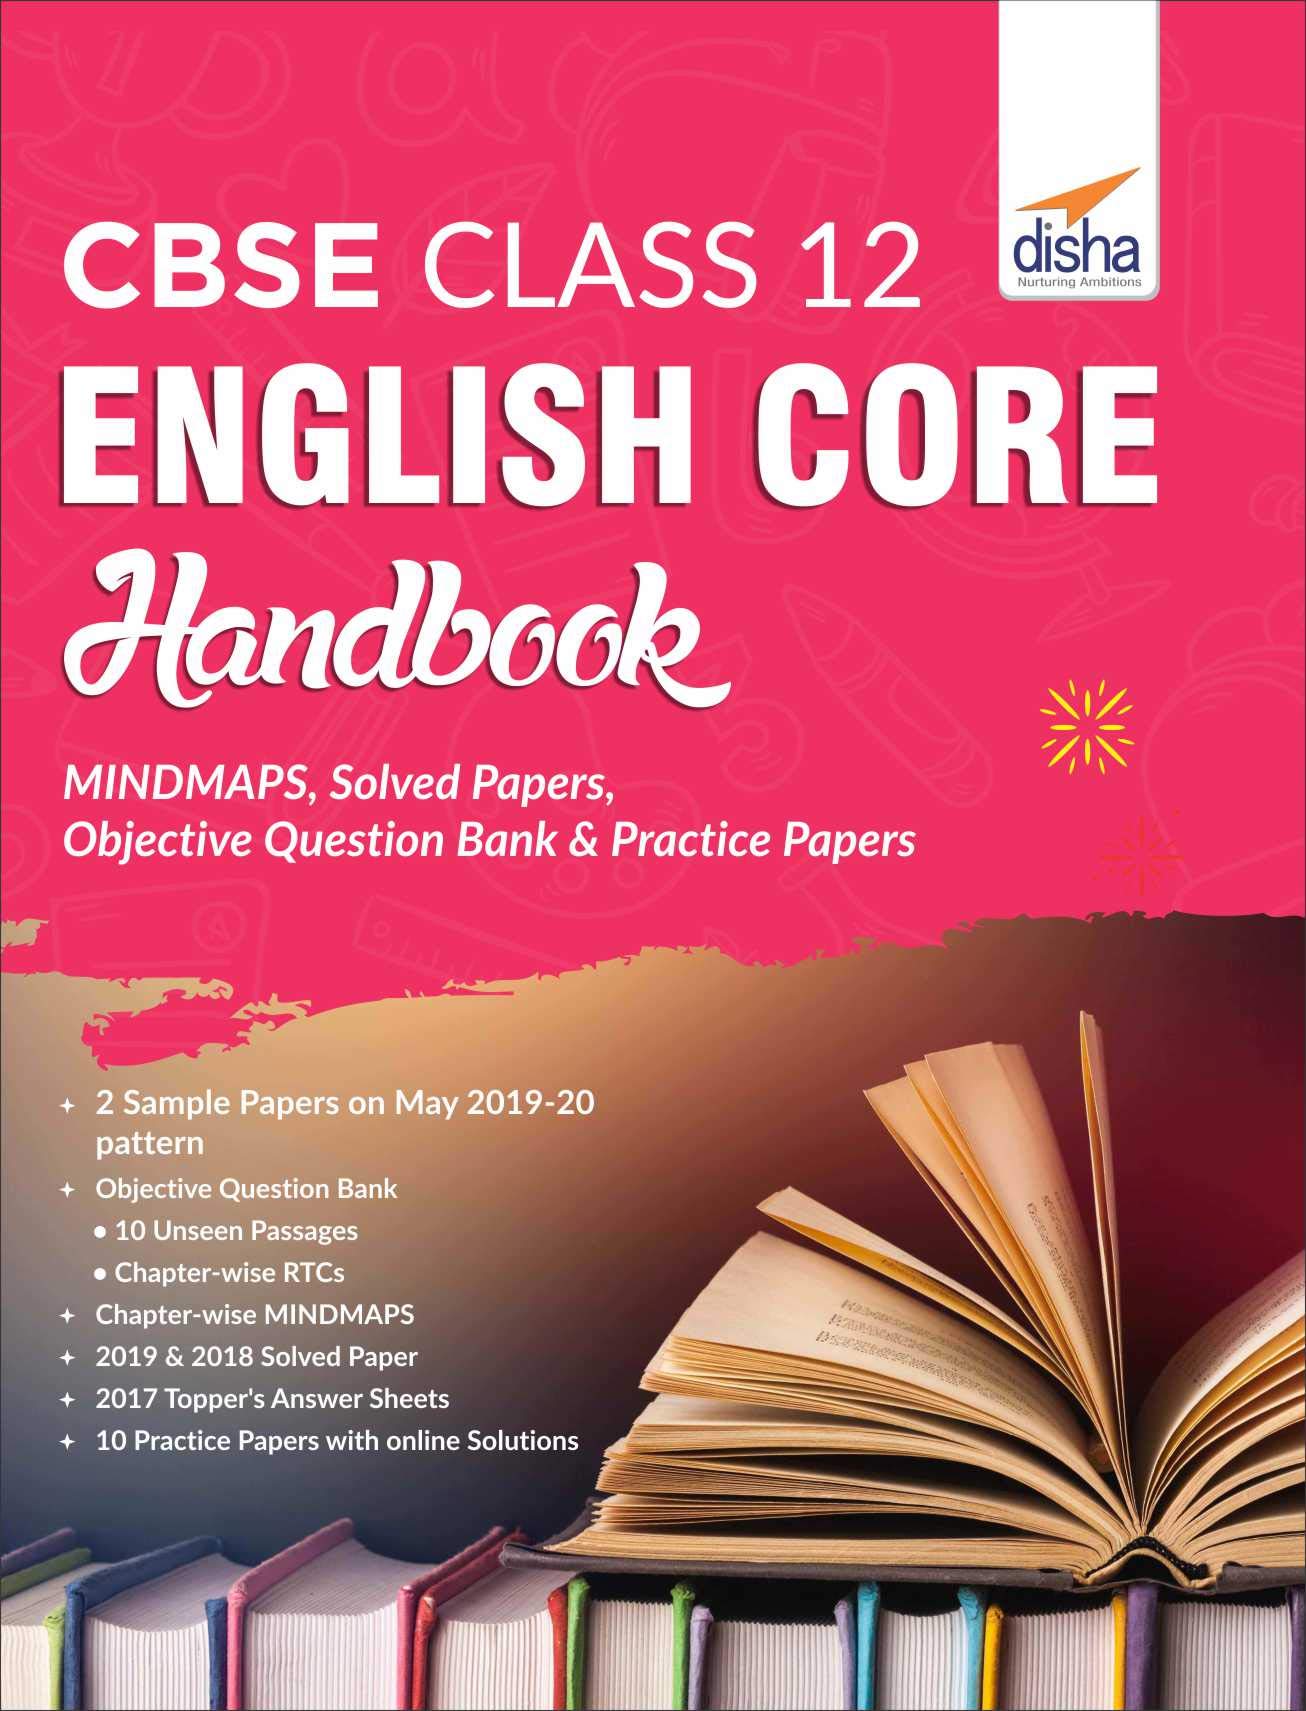 disha
Nurturing Ambitions
CBSE CLASS 12
ENGLISH CORE
Handbook
MINDMAPS, Solved Papers,
Objective Question Bank & Practice Papers
2 Sample Papers on May 2019-20
pattern
Objective Question Bank
• 10 Unseen Passages
• Chapter-wise RTCs
Chapter-wise MINDMAPS
2019 & 2018 Solved Paper
2017 Topper's Answer Sheets
10 Practice Papers with online Solutions